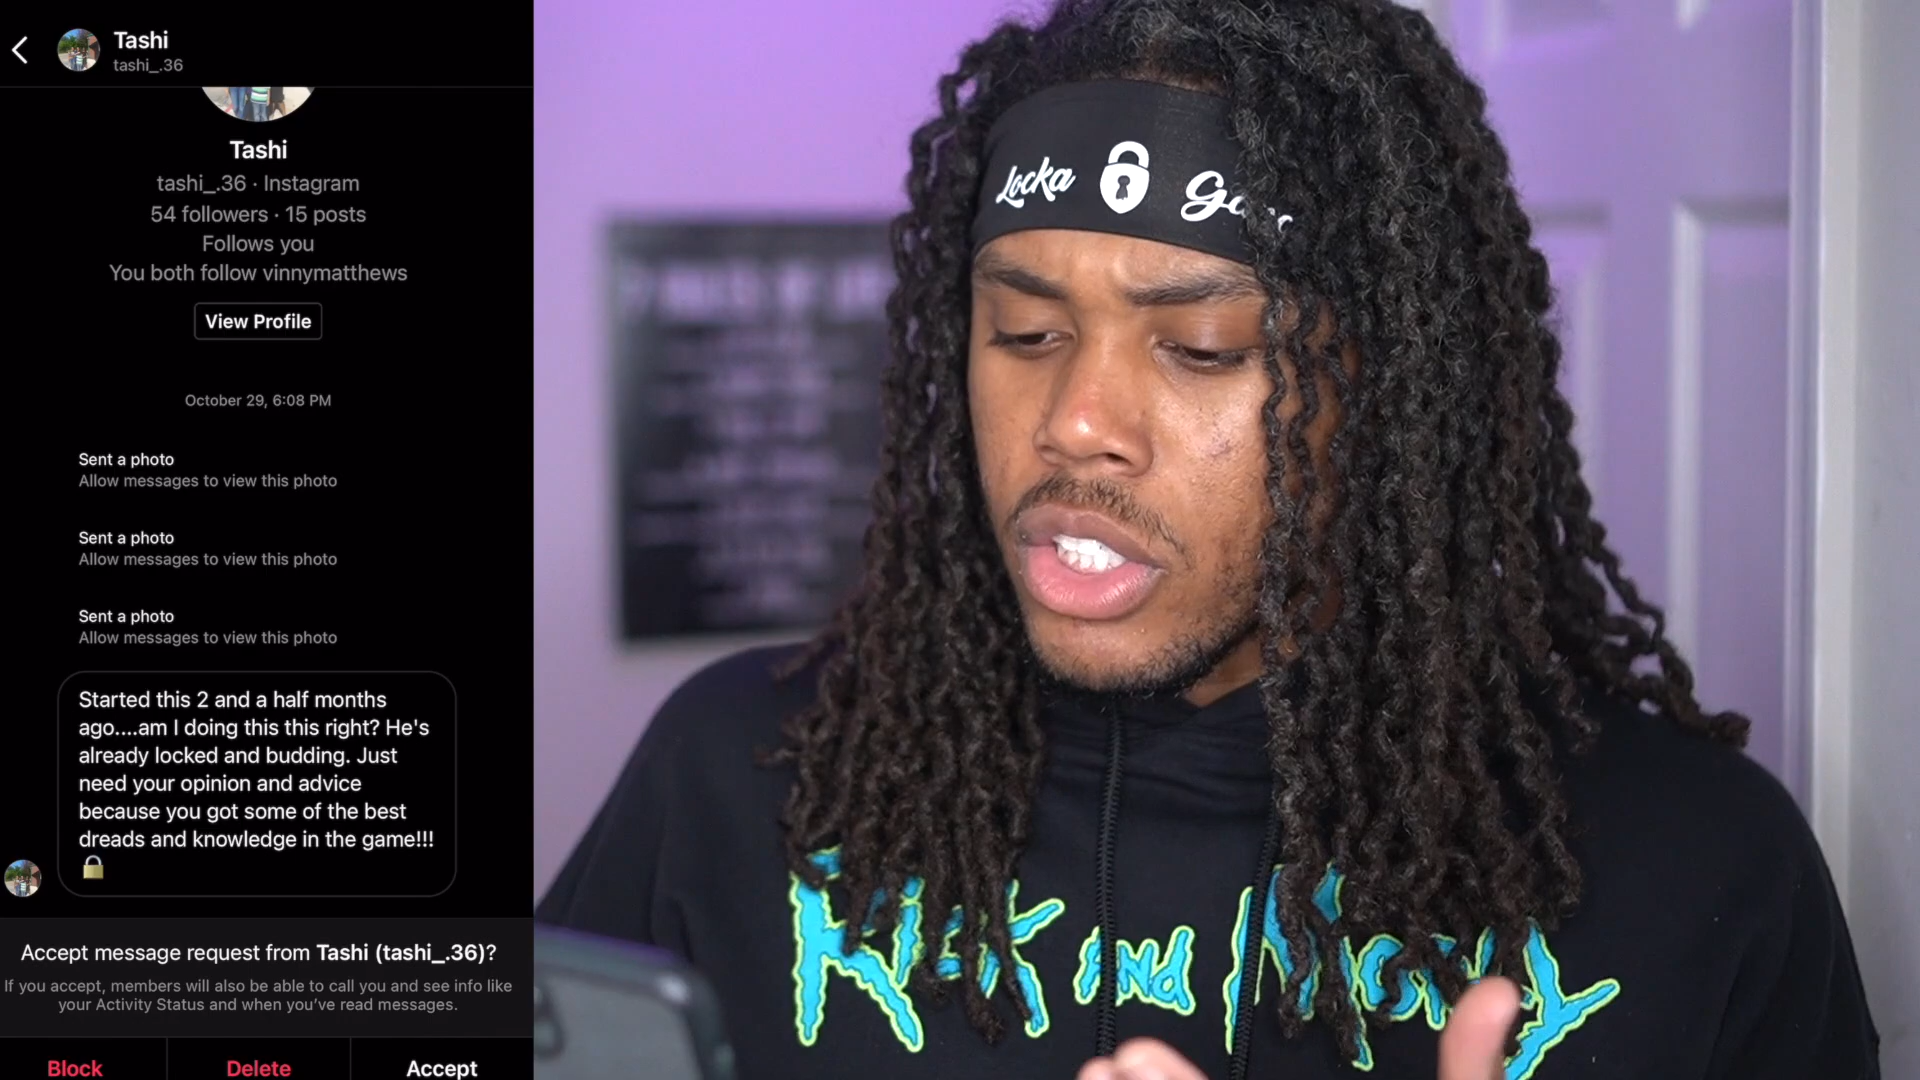 Tashi
tashi_.36
Tashi
tashi_.36 · Instagram
54 followers · 15 posts
Follows you
You both follow vinnymatthews
View Profile
October 29, 6:08 PM
Sent a photo
Allow messages to view this photo
Sent a photo
Allow messages to view this photo
Sent a photo
Allow messages to view this photo
Started this 2 and a half months
ago....am I doing this this right? He's
already locked and budding. Just
need your opinion and advice
because you got some of the best
dreads and knowledge in the game!!!
🔒
Accept message request from Tashi (tashi_.36)?
If you accept, members will also be able to call you and see info like
your Activity Status and when you've read messages.
Block Delete Accept
Locka
Rick AND Morty